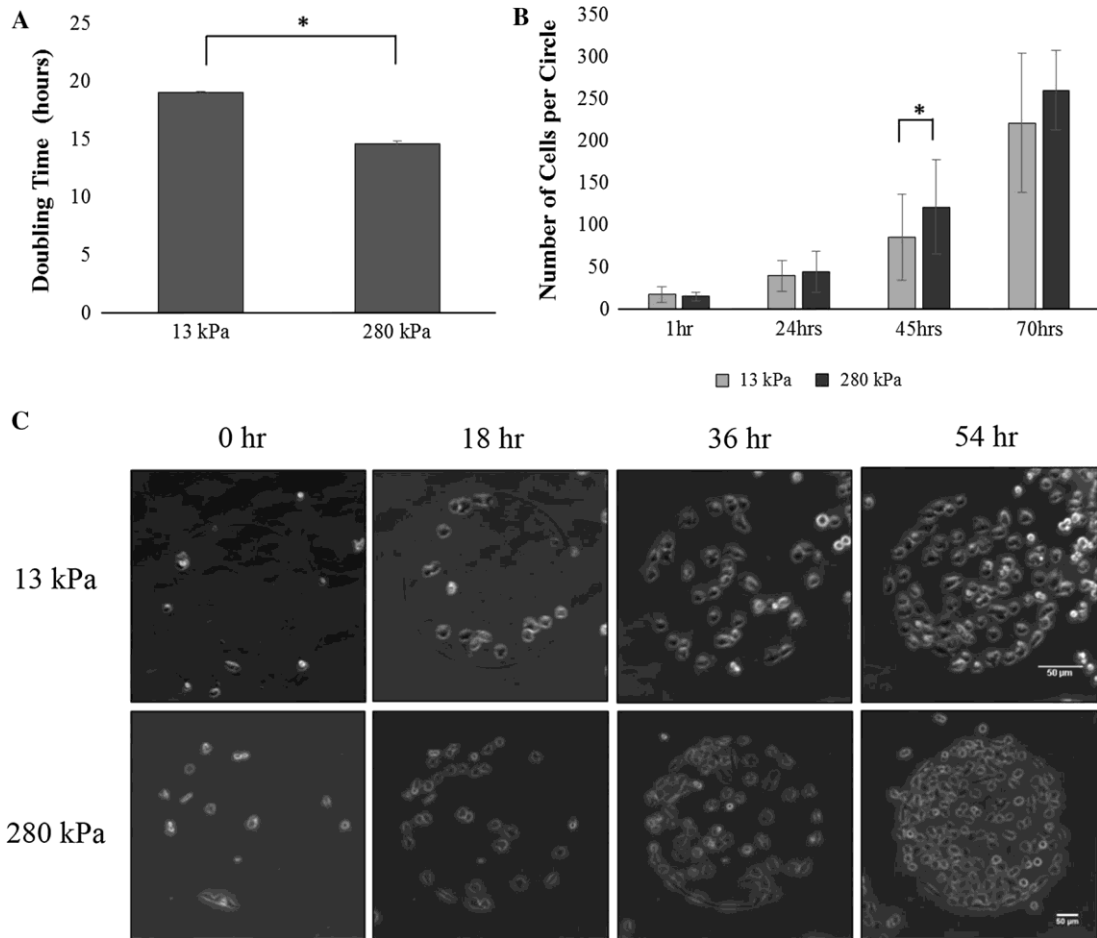 A
Doubling Time (hours)
25
20
15
10
5
0
*
13 kPa
280 kPa
B
Number of Cells per Circle
350
300
250
200
150
100
50
0
*
1hr
24hrs
45hrs
70hrs
13 kPa
280 kPa
C
0 hr
18 hr
36 hr
54 hr
13 kPa
50 μm
280 kPa
50 μm